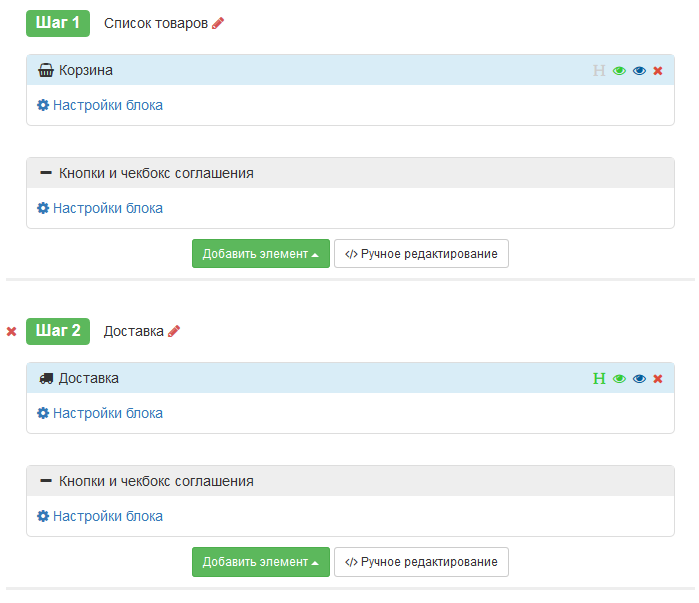 Шаг 1 Список товаров
Корзина H
Настройки блока
Кнопки и чекбокс соглашения
Настройки блока
Добавить элемент </> Ручное редактирование
Шаг 2 Доставка
Доставка H
Настройки блока
Кнопки и чекбокс соглашения
Настройки блока
Добавить элемент </> Ручное редактирование